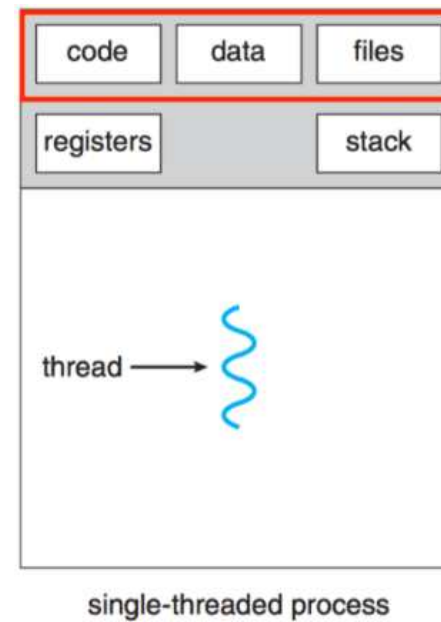 code data files
registers stack
thread
single-threaded process